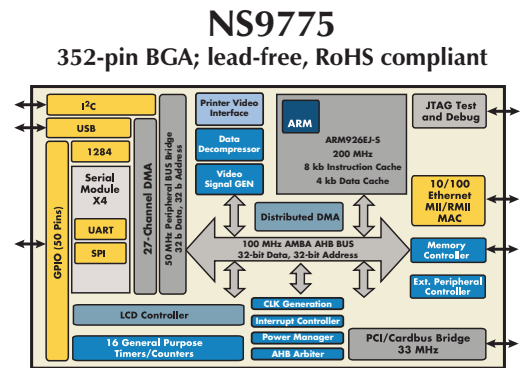 NS9775
352-pin BGA; lead-free, RoHS compliant
I²C
USB
1284
Serial
Module
X4
UART
SPI
GPIO (50 Pins)
27-Channel DMA
50 MHz Peripheral BUS Bridge
32 b Data, 32 b Address
Printer Video
Interface
Data
Decompressor
Video
Signal GEN
ARM
ARM926EJ-S
200 MHz
8 kb Instruction Cache
4 kb Data Cache
JTAG Test
and Debug
10/100
Ethernet
MII/RMII
MAC
Distributed DMA
100 MHz AMBA AHB BUS
32-bit Data, 32-bit Address
Memory
Controller
Ext. Peripheral
Controller
LCD Controller
16 General Purpose
Timers/Counters
CLK Generation
Interrupt Controller
Power Manager
AHB Arbiter
PCI/Cardbus Bridge
33 MHz